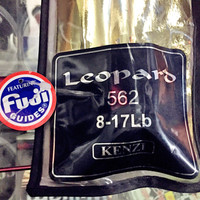 FEATURING
Fuji
GUIDES
Leopard
562
8-17Lb
KENZI